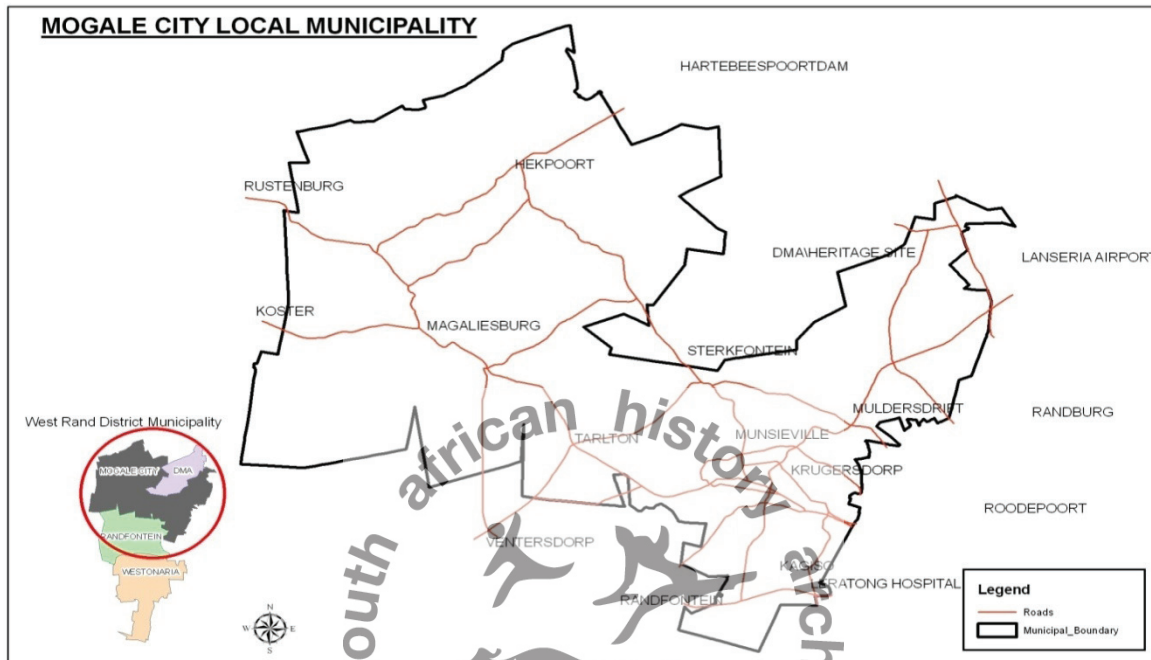 MOGALE CITY LOCAL MUNICIPALITY
HARTEBEESPOORTDAM
HEKPOORT
RUSTENBURG
DMA\HERITAGE SITE
LANSERIA AIRPORT
KOSTER
MAGALIESBURG
STERKFONTEIN
MULDERSDRIFT
RANDBURG
TARLTON
MUNSIEVILLE
KRUGERSDORP
ROODEPOORT
VENTERSDORP
KAGISO
RATONG HOSPITAL
RANDFONTEIN
West Rand District Municipality
MOGALE CITY
DMA
RANDFONTEIN
WESTONARIA
N
W E
S
Legend
Roads
Municipal_Boundary
south african history arch